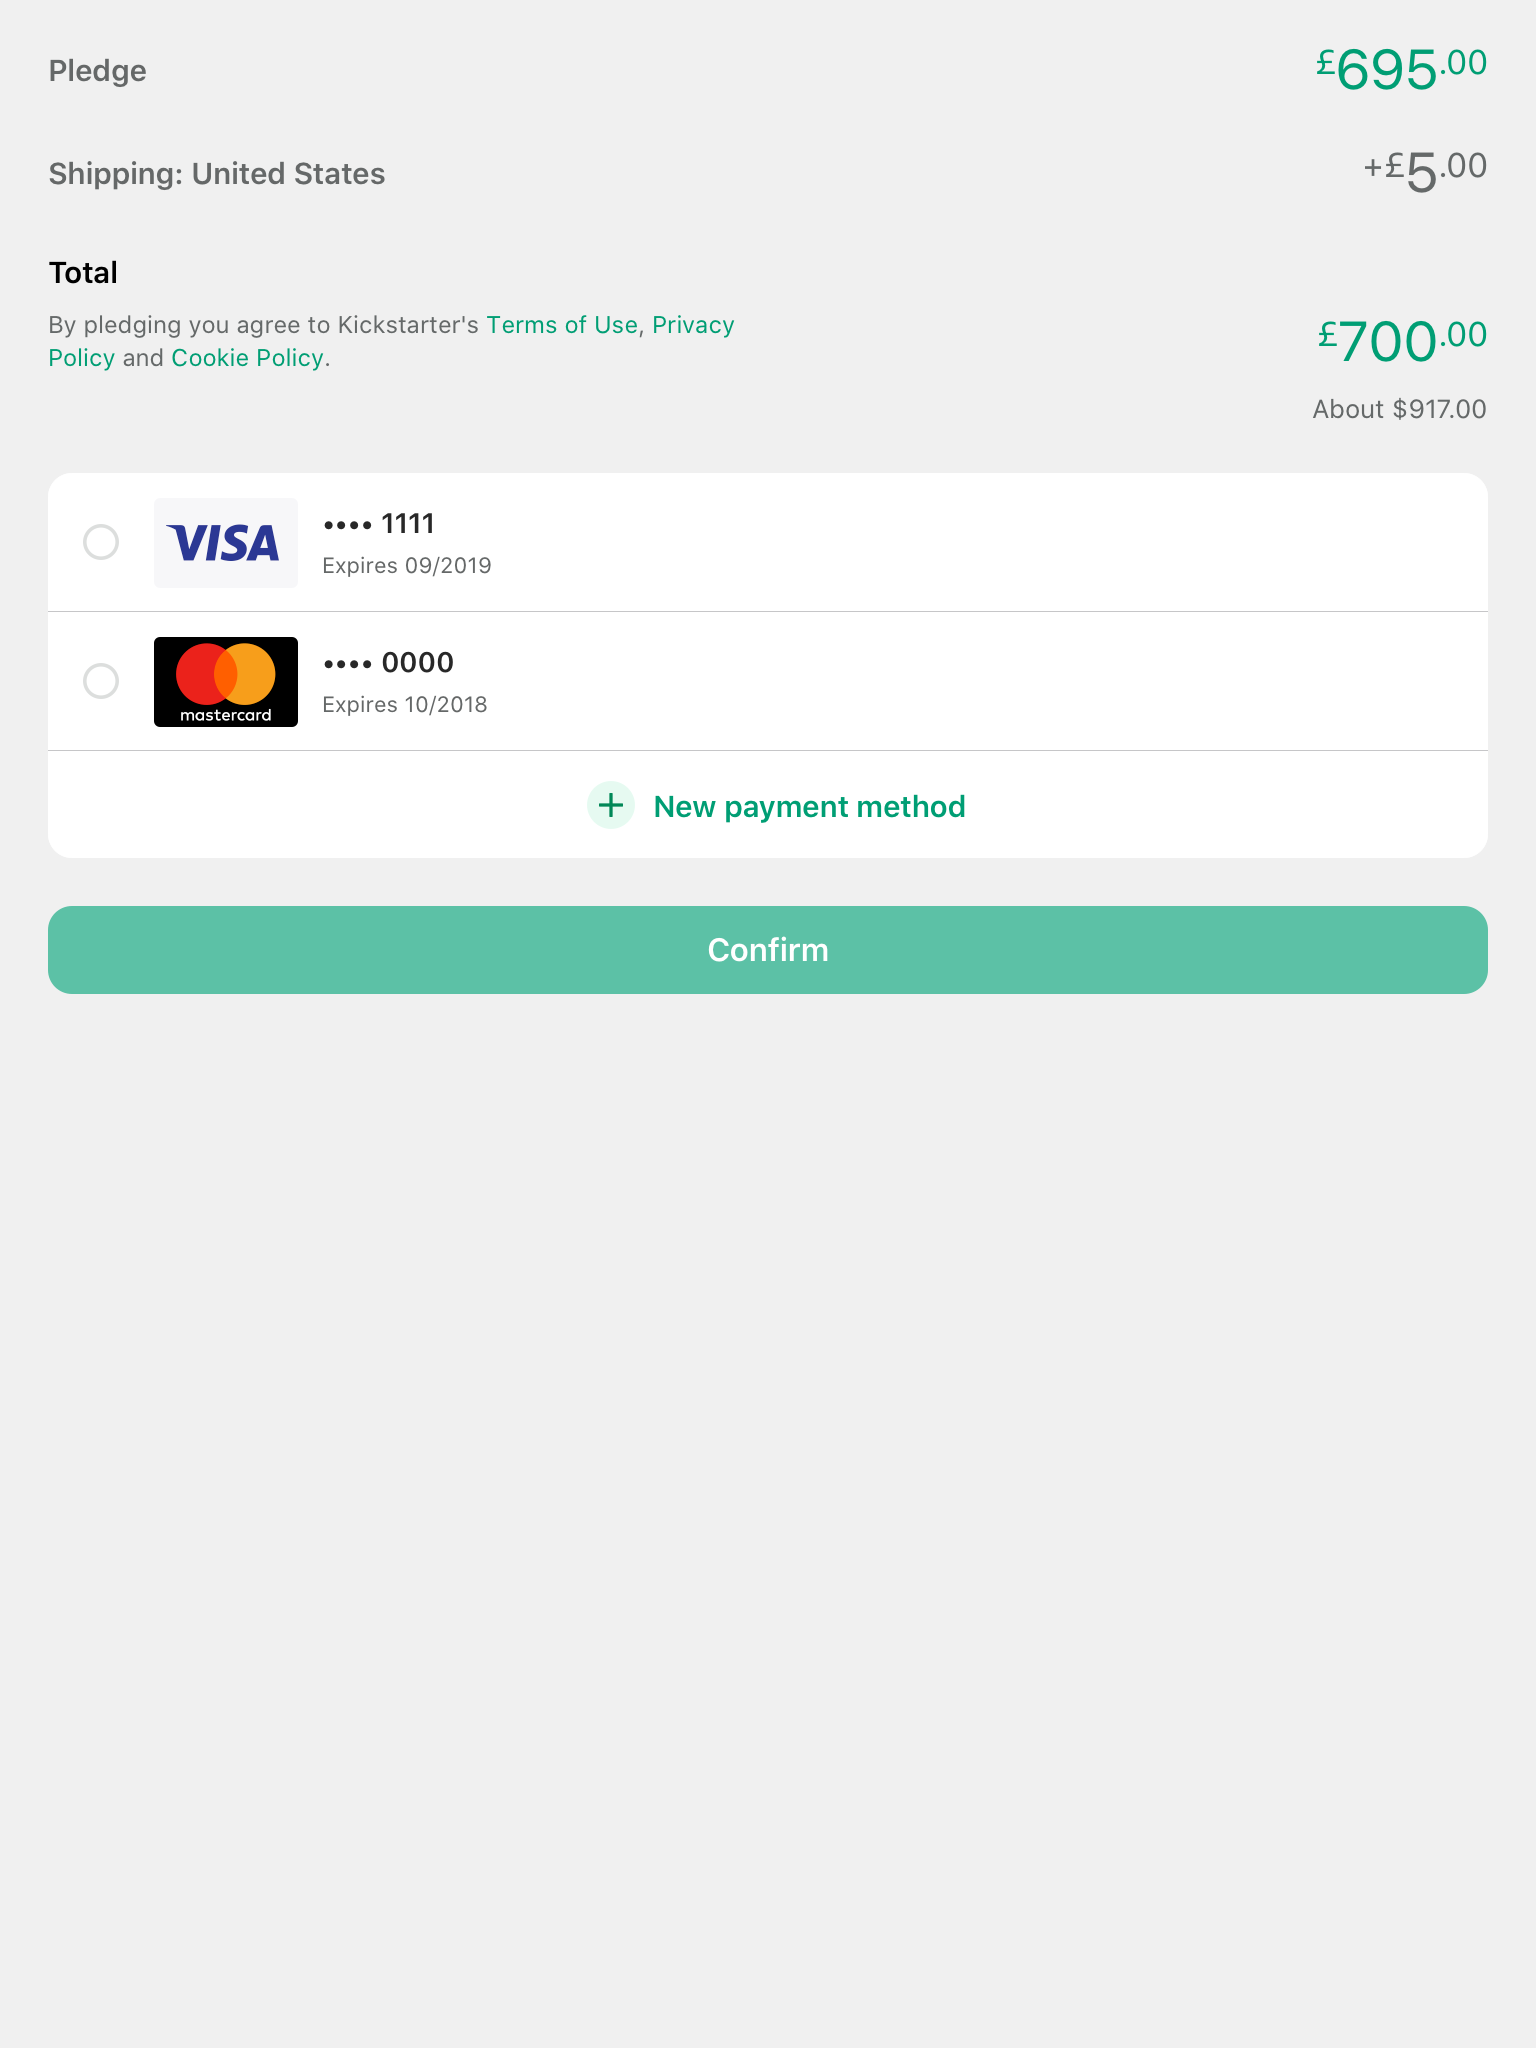 Pledge
£695.00
Shipping: United States
+£5.00
Total
By pledging you agree to Kickstarter's Terms of Use, Privacy
Policy and Cookie Policy.
£700.00
About $917.00
VISA
•••• 1111
Expires 09/2019
mastercard
•••• 0000
Expires 10/2018
New payment method
Confirm